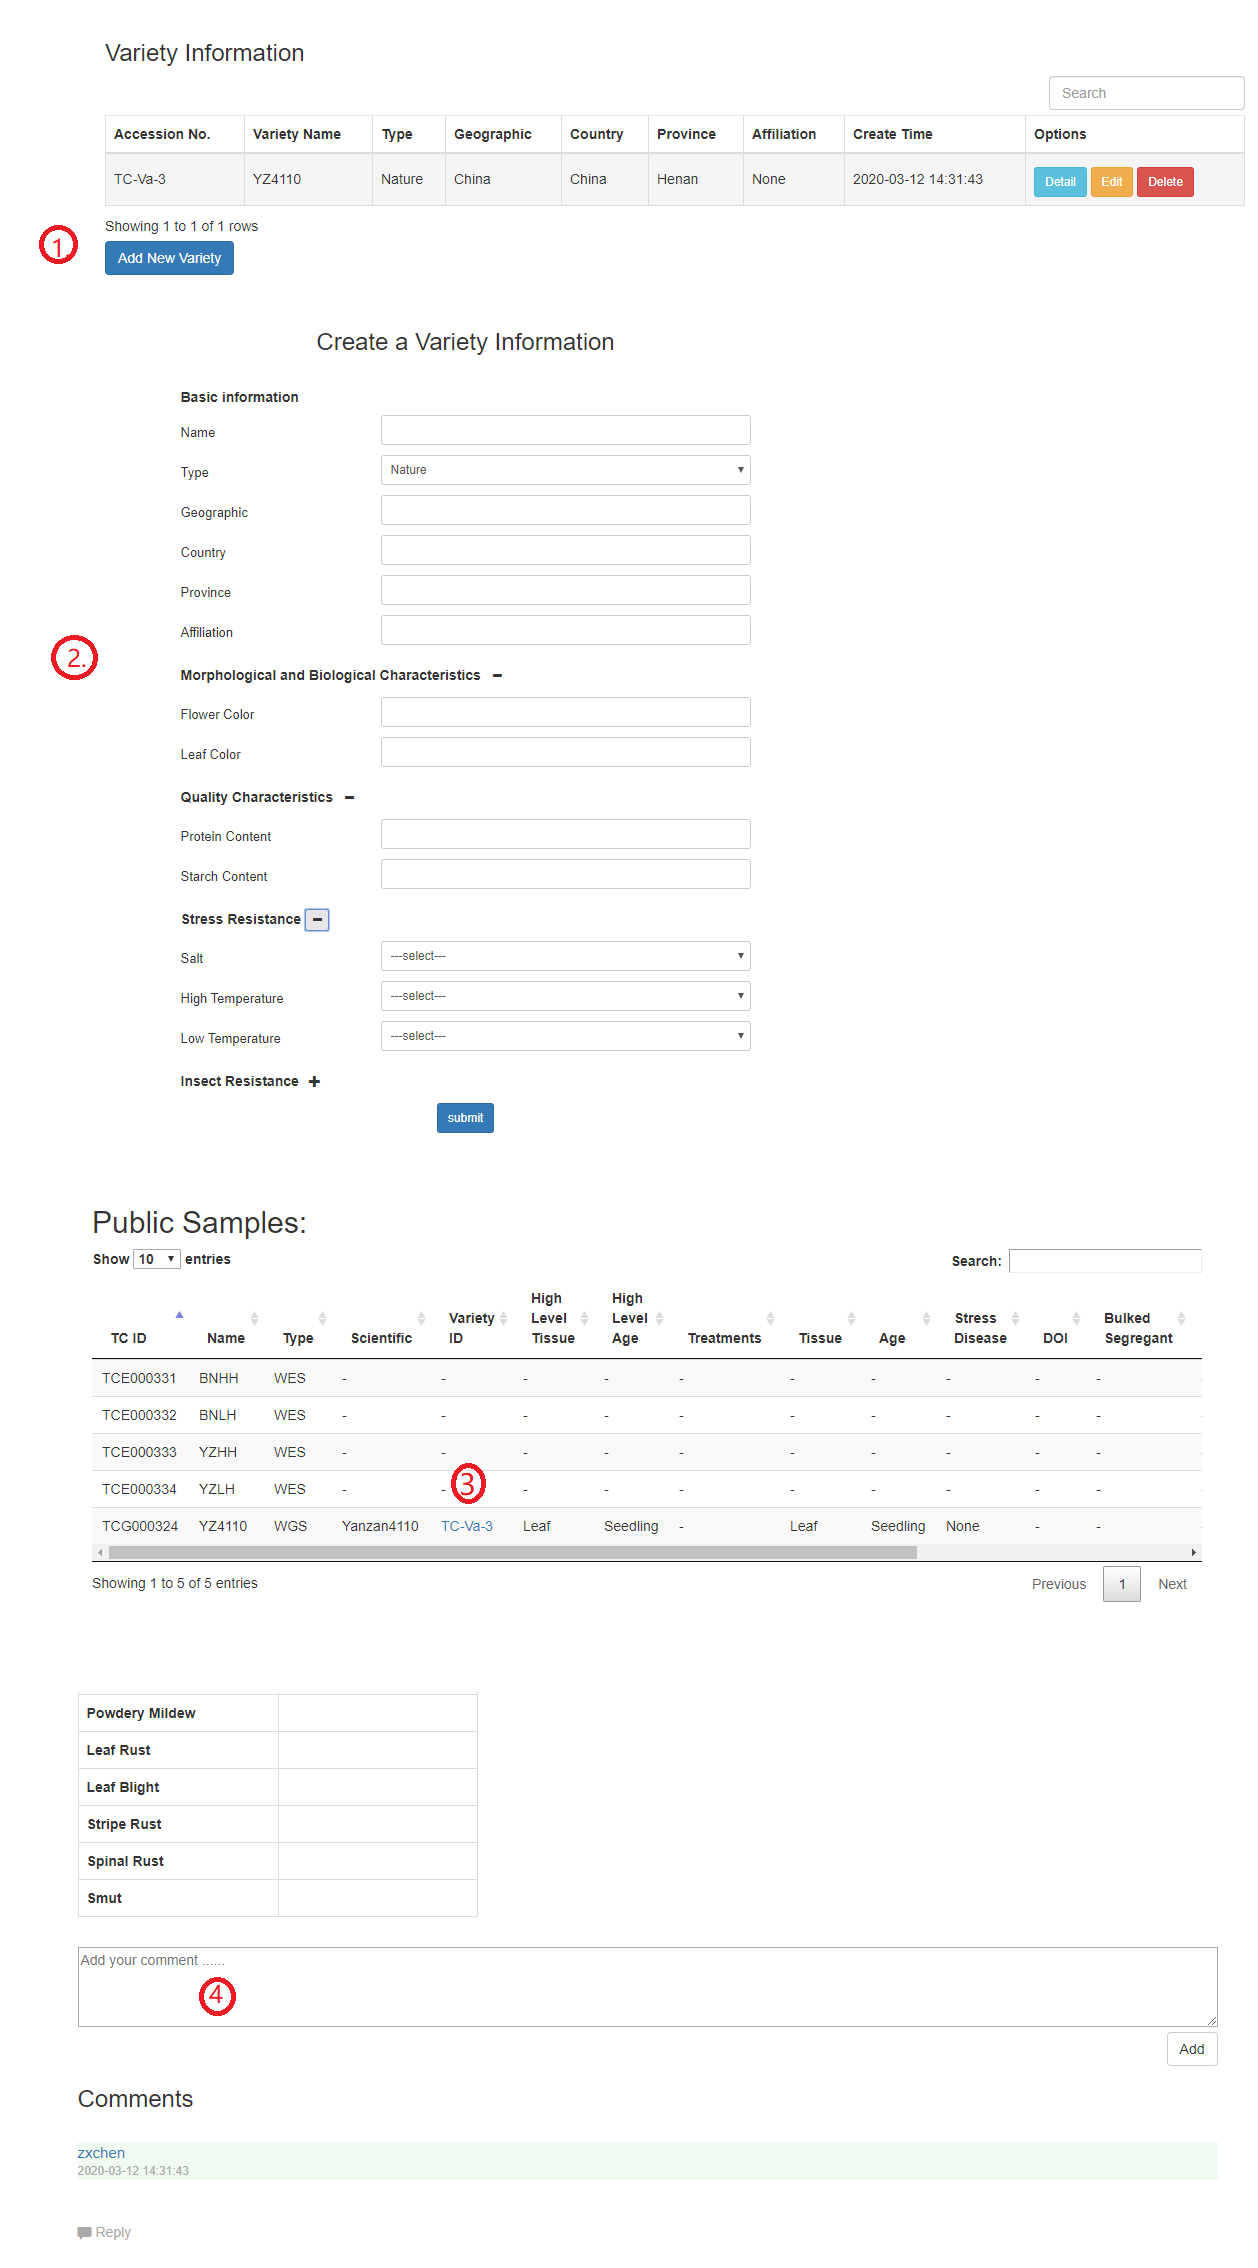 Variety Information
Search
Accession No. Variety Name Type Geographic Country Province Affiliation Create Time Options
TC-Va-3 YZ4110 Nature China China Henan None 2020-03-12 14:31:43 Detail Edit Delete
Showing 1 to 1 of 1 rows
1.
Add New Variety
Create a Variety Information
Basic information
Name
Type Nature
Geographic
Country
Province
Affiliation
2.
Morphological and Biological Characteristics −
Flower Color
Leaf Color
Quality Characteristics −
Protein Content
Starch Content
Stress Resistance −
Salt ---select---
High Temperature ---select---
Low Temperature ---select---
Insect Resistance +
submit
Public Samples:
Show 10 entries Search:
TC ID Name Type Scientific Variety ID High Level Tissue High Level Age Treatments Tissue Age Stress Disease DOI Bulked Segregant
TCE000331 BNHH WES - - - - - - - - - -
TCE000332 BNLH WES - - - - - - - - - -
TCE000333 YZHH WES - - - - - - - - - -
3
TCE000334 YZLH WES - - - - - - - - - -
TCG000324 YZ4110 WGS Yanzan4110 TC-Va-3 Leaf Seedling - Leaf Seedling None - -
Showing 1 to 5 of 5 entries Previous 1 Next
Powdery Mildew
Leaf Rust
Leaf Blight
Stripe Rust
Spinal Rust
Smut
Add your comment ......
4
Add
Comments
zxchen
2020-03-12 14:31:43
Reply